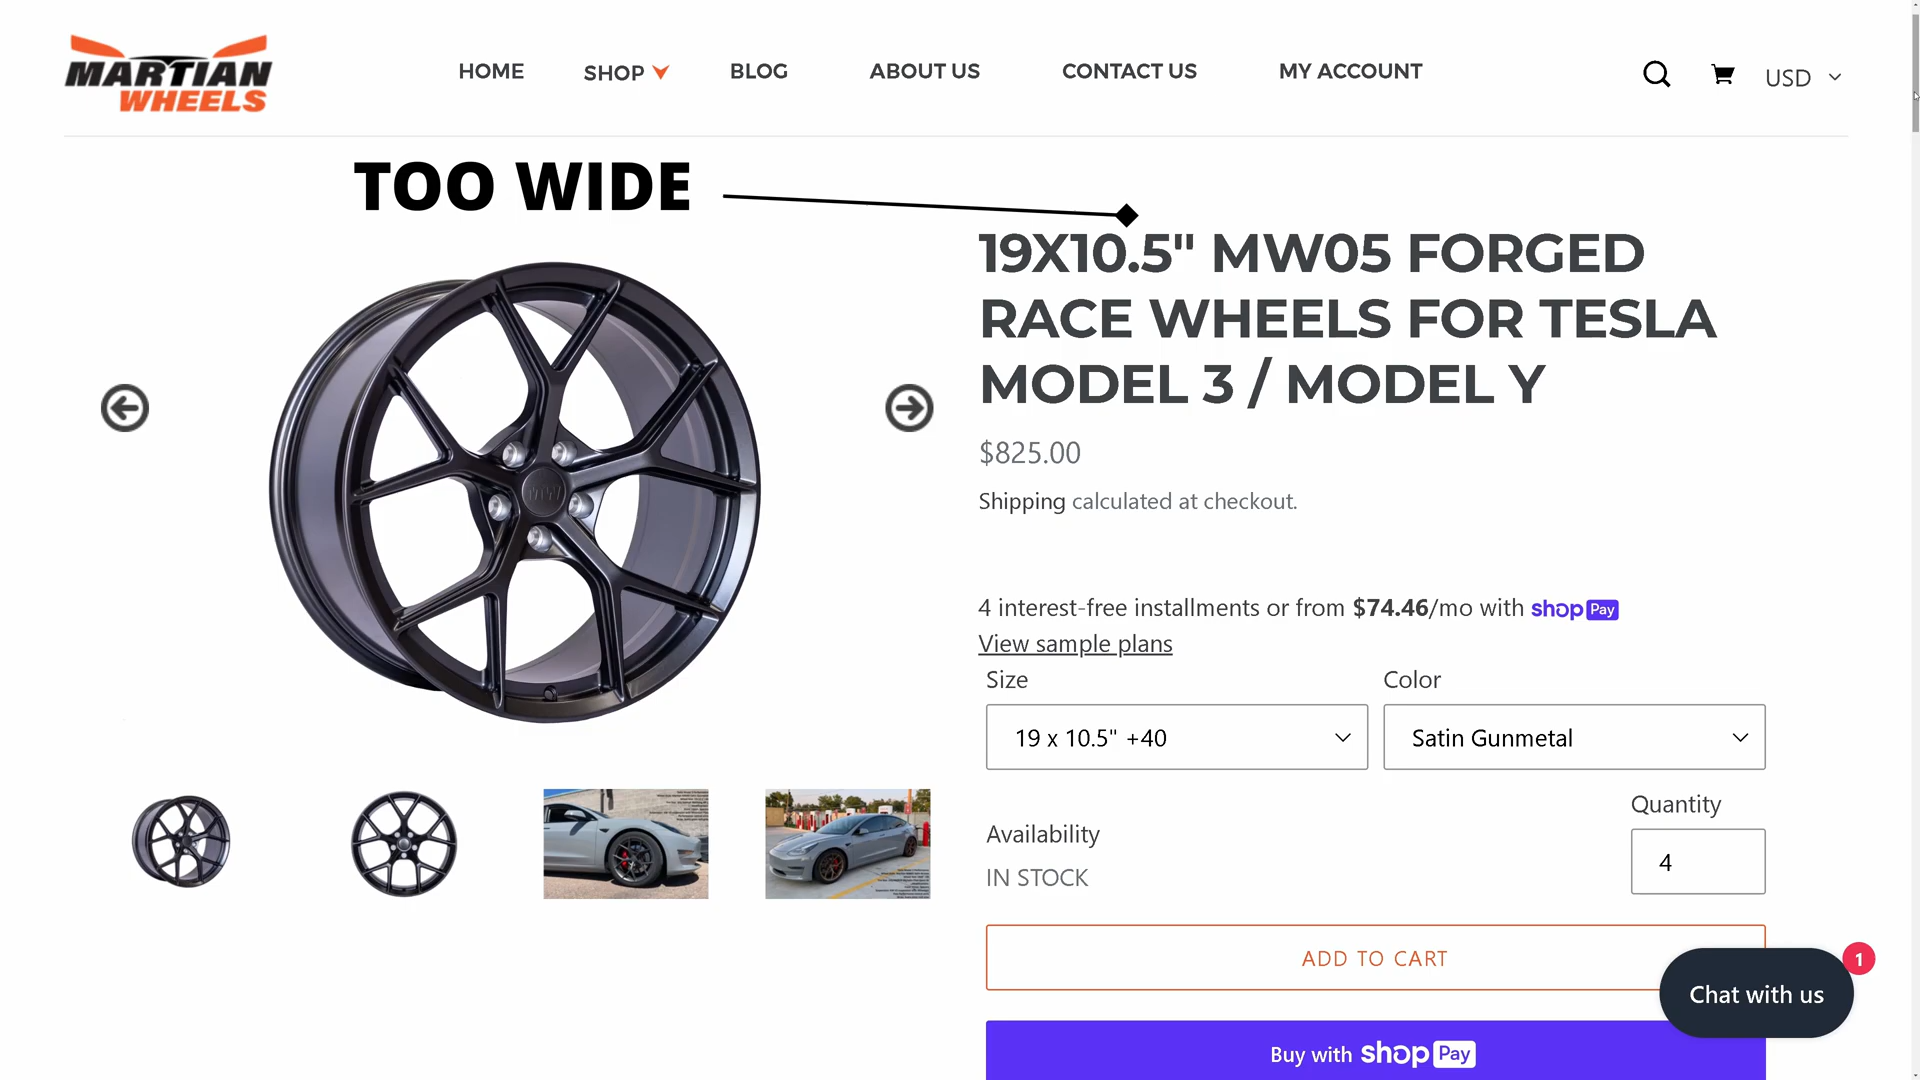 MARTIAN
WHEELS
HOME
SHOP
BLOG
ABOUT US
CONTACT US
MY ACCOUNT
USD
TOO WIDE
19X10.5" MW05 FORGED
RACE WHEELS FOR TESLA
MODEL 3 / MODEL Y
$825.00
Shipping calculated at checkout.
4 interest-free installments or from $74.46/mo with shop Pay
View sample plans
Size
Color
19 x 10.5" +40
Satin Gunmetal
Quantity
4
Availability
IN STOCK
ADD TO CART
1
Chat with us
Buy with shop Pay